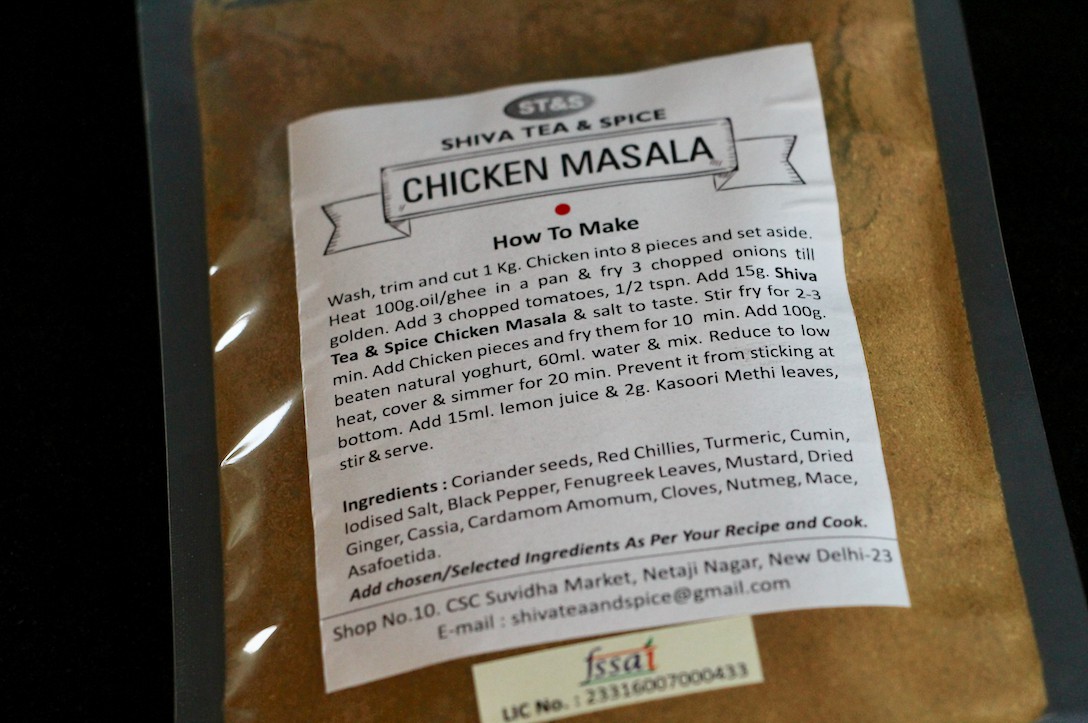 ST&S
SHIVA TEA & SPICE
CHICKEN MASALA
How To Make
Wash, trim and cut 1 Kg. Chicken into 8 pieces and set aside.
Heat 100g.oil/ghee in a pan & fry 3 chopped onions till
golden. Add 3 chopped tomatoes, 1/2 tspn. Add 15g. Shiva
Tea & Spice Chicken Masala & salt to taste. Stir fry for 2-3
min. Add Chicken pieces and fry them for 10 min. Add 100g.
beaten natural yoghurt, 60ml. water & mix. Reduce to low
heat, cover & simmer for 20 min. Prevent it from sticking at
bottom. Add 15ml. lemon juice & 2g. Kasoori Methi leaves,
stir & serve.
Ingredients : Coriander seeds, Red Chillies, Turmeric, Cumin,
Iodised Salt, Black Pepper, Fenugreek Leaves, Mustard, Dried
Ginger, Cassia, Cardamom Amomum, Cloves, Nutmeg, Mace,
Asafoetida.
Add chosen/Selected Ingredients As Per Your Recipe and Cook.
Shop No.10. CSC Suvidha Market, Netaji Nagar, New Delhi-23
E-mail : shivateaandspice@gmail.com
fssai
LIC No. : 23316007000433